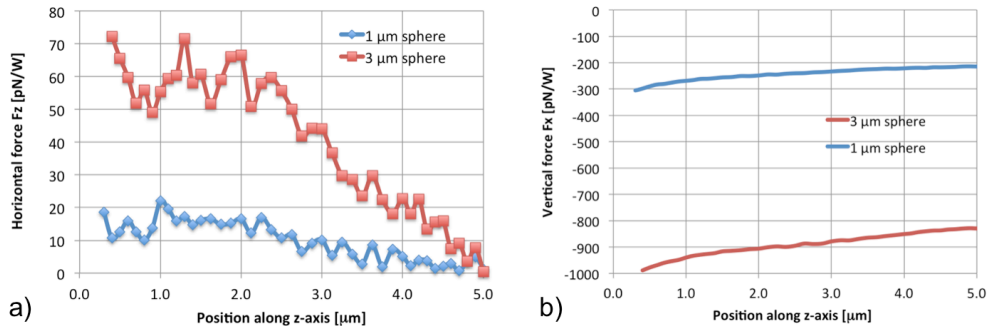 a)
Horizontal force Fz [pN/W]
80
70
60
50
40
30
20
10
0
1 µm sphere
3 µm sphere
0.0 1.0 2.0 3.0 4.0 5.0
Position along z-axis [µm]
b)
Vertical force Fx [pN/W]
0
-100
-200
-300
-400
-500
-600
-700
-800
-900
-1000
3 µm sphere
1 µm sphere
0.0 1.0 2.0 3.0 4.0 5.0
Position along z-axis [µm]